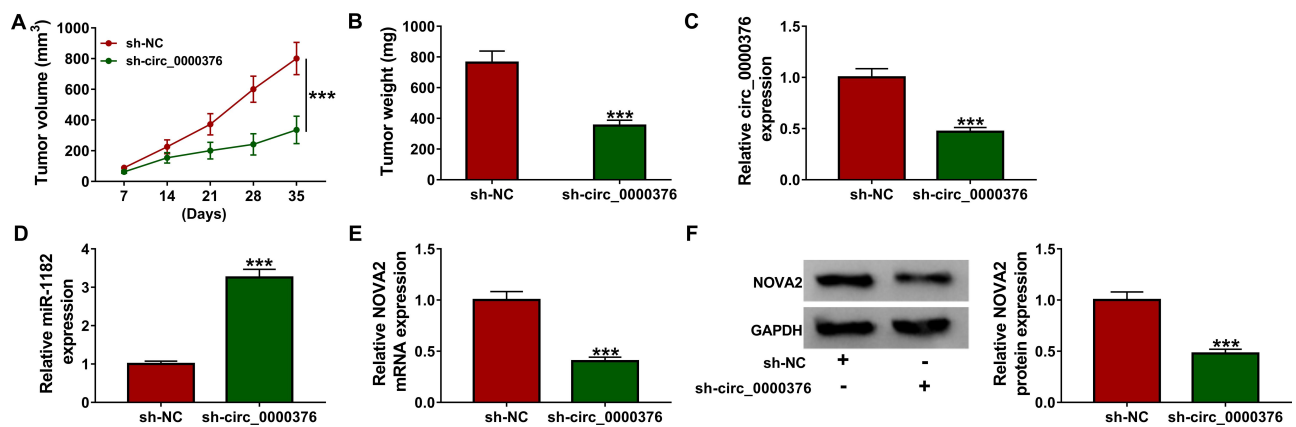 A
Tumor volume (mm³)
1000
800
600
400
200
0
sh-NC
sh-circ_0000376
***
7 14 21 28 35
(Days)
B
Tumor weight (mg)
1000
800
600
400
200
0
***
sh-NC sh-circ_0000376
C
Relative circ_0000376
expression
1.5
1.0
0.5
0.0
***
sh-NC sh-circ_0000376
D
Relative miR-1182
expression
4
3
2
1
0
***
sh-NC sh-circ_0000376
E
Relative NOVA2
mRNA expression
1.5
1.0
0.5
0.0
***
sh-NC sh-circ_0000376
F
NOVA2
GAPDH
sh-NC + -
sh-circ_0000376 - +
Relative NOVA2
protein expression
1.5
1.0
0.5
0.0
***
sh-NC sh-circ_0000376